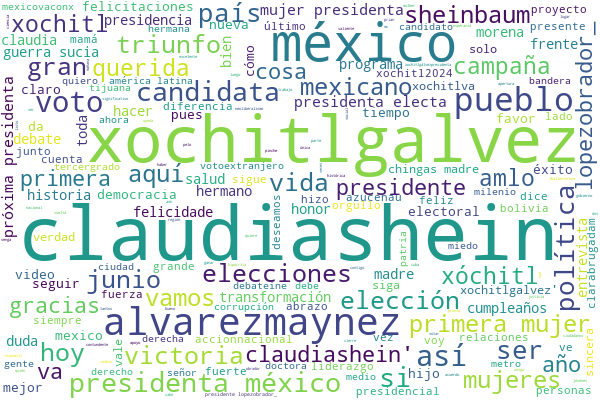 mexicovaconx felicitaciones país mujer presidenta sheinbaum último candidato proyecto
xochitl nueva
presidencia hermana morena presente
claudia mamá triunfo cosa solo frente
guerra sucia bien cómo programa bandera
gran querida quiero américa latina xochitl2024
claro tijuana mexicano xochitlva campaña
voto candidata presidenta electa
diferencia
méxico pueblo lopezobrador_
toda hacer pues tiempo favor lado
da cuenta
debate
xochitlgalvez
próxima presidenta
junto tercergrado votoextranjero chingas madre éxito
primera aquí vida presidente amlo
salud sigue azucenau orgullo feliz milenio dice
historia democracia hermano hizo honor electoral bolivia
verdad felicidade deseamos miedo
claudiashein
política entrevista clarabrugadam
video ciudad grande elecciones madre patria xóchitl
seguir junio siga xochitlgalvez'
gracias fuerza vamos transformación elección cumpleaños
siempre debateine debe corrupción abrazo
mexico apoya accionnacional
duda alvarezmaynez primera mujer sincera
hoy vale derecha vez voy relaciones
victoria claudiashein' así ser año
gente doctora liderazgo ve
va derecho señor fuerte si hijo metro mujeres
mejor presidenta méxico medio presidencial personas
presidente lopezobrador_